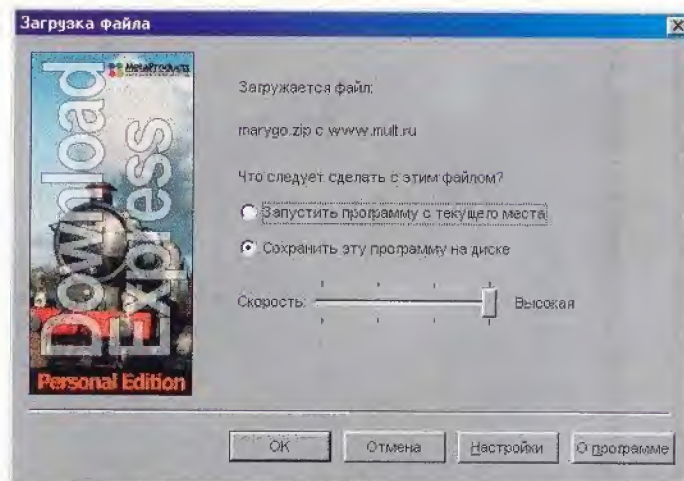 Загрузка файла
MetaProducts
Download
Express
Personal Edition
Загружается файл:
marygo.zip с www.mult.ru
Что следует сделать с этим файлом?
Запустить программу с текущего места
Сохранить эту программу на диске
Скорость:
Высокая
OK
Отмена
Настройки
О программе